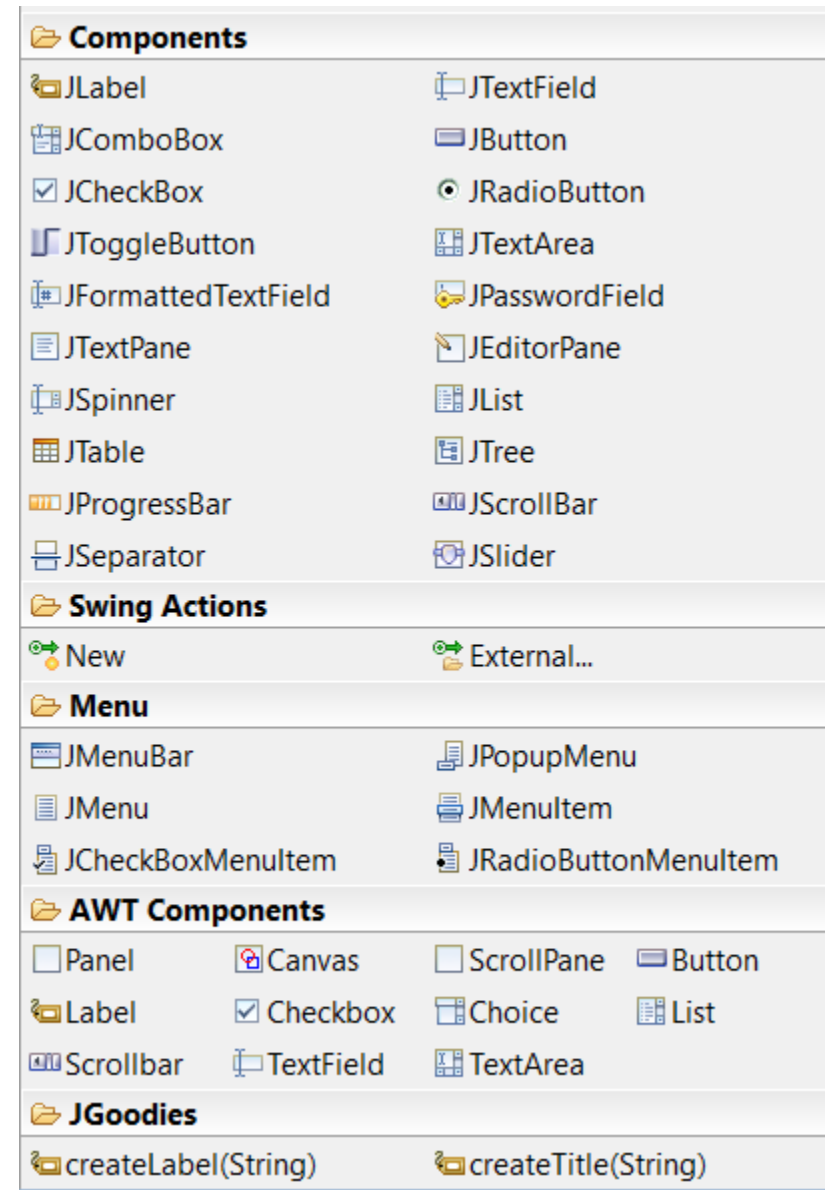 Components
JLabel JTextField
JComboBox JButton
JCheckBox JRadioButton
JToggleButton JTextArea
JFormattedTextField JPasswordField
JTextPane JEditorPane
JSpinner JList
JTable JTree
JProgressBar JScrollBar
JSeparator JSlider
Swing Actions
New External...
Menu
JMenuBar JPopupMenu
JMenu JMenuItem
JCheckBoxMenuItem JRadioButtonMenuItem
AWT Components
Panel Canvas ScrollPane Button
Label Checkbox Choice List
Scrollbar TextField TextArea
JGoodies
createLabel(String) createTitle(String)